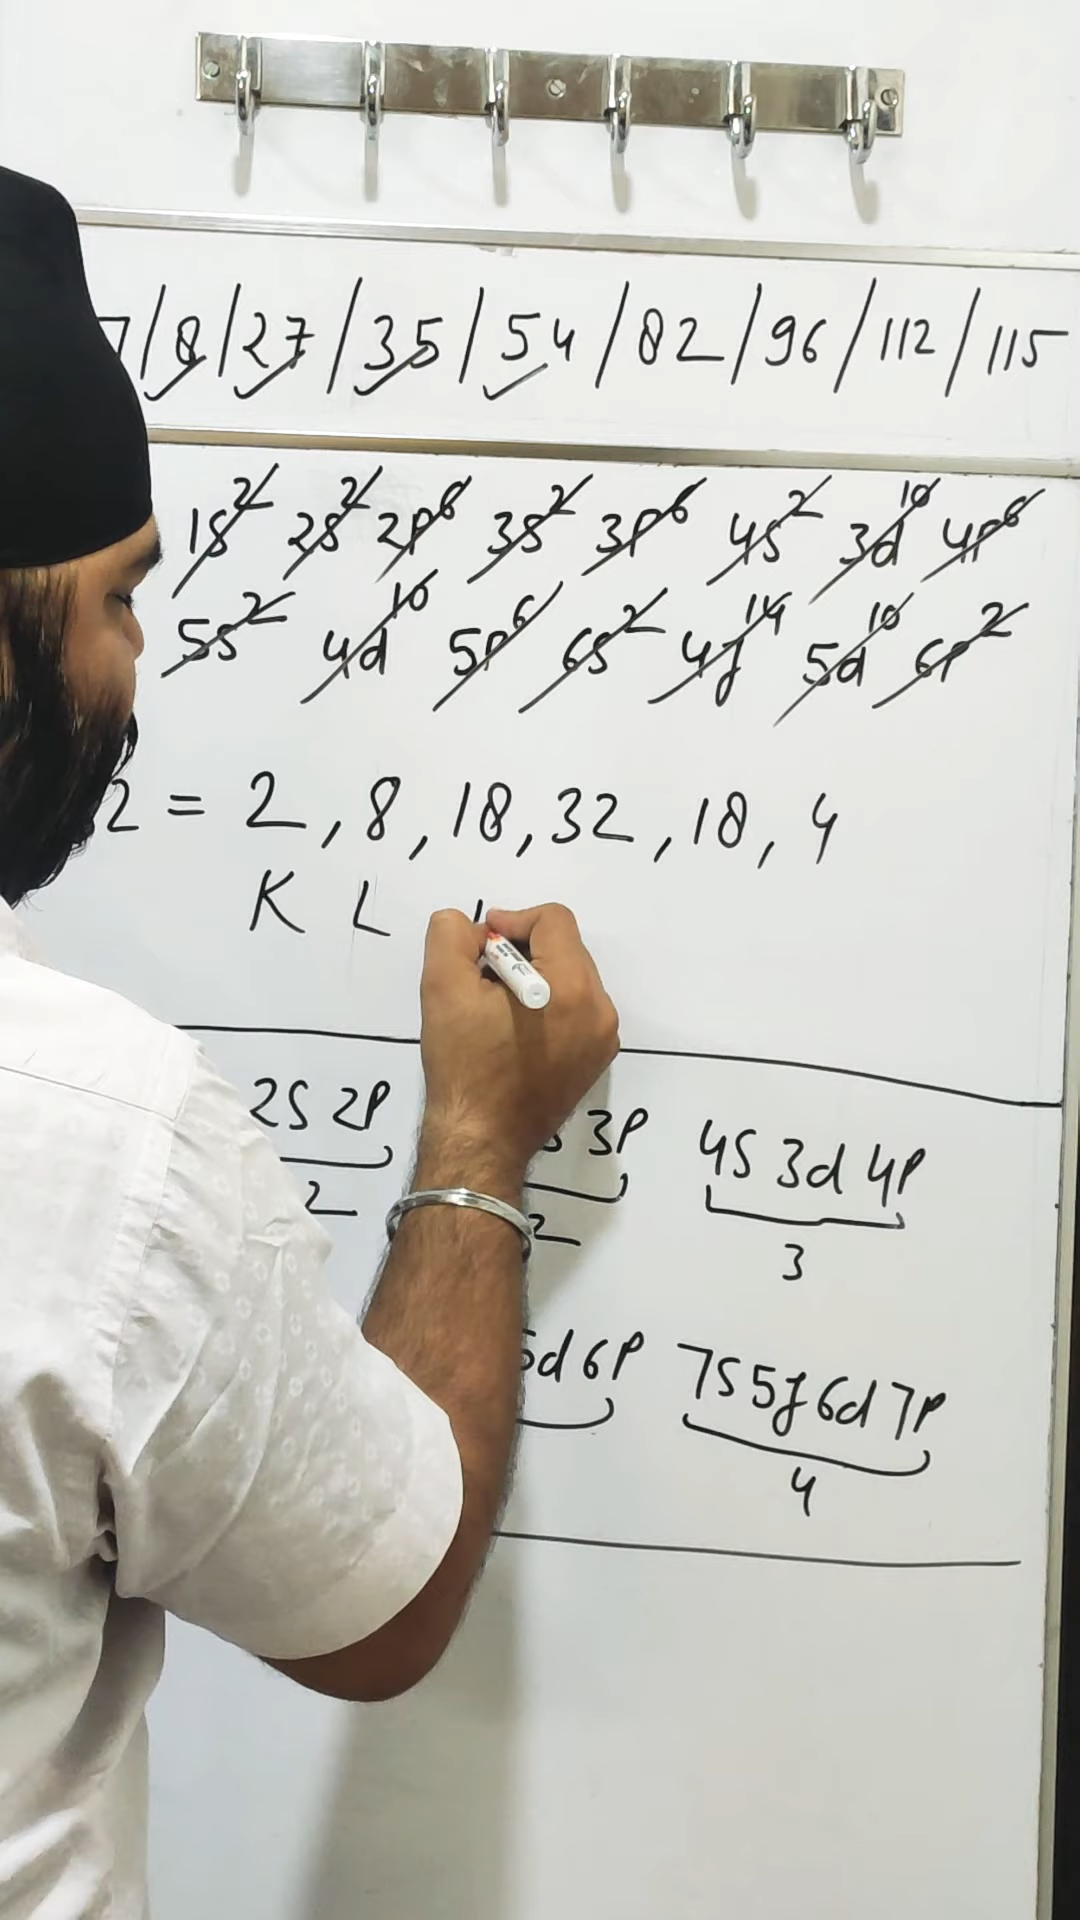 7/8/27/35/54/82/96/112/115
1s² 2s² 2p⁶ 3s² 3p⁶ 4s² 3d¹⁰ 4p⁶
5s² 4d¹⁰ 5p⁶ 6s² 4f¹⁴ 5d¹⁰ 6p²
2 = 2, 8, 18, 32, 18, 4
K L
2s 2p 3p 4s 3d 4p
2 2 3
5d 6p 7s 5f 6d 7p
4